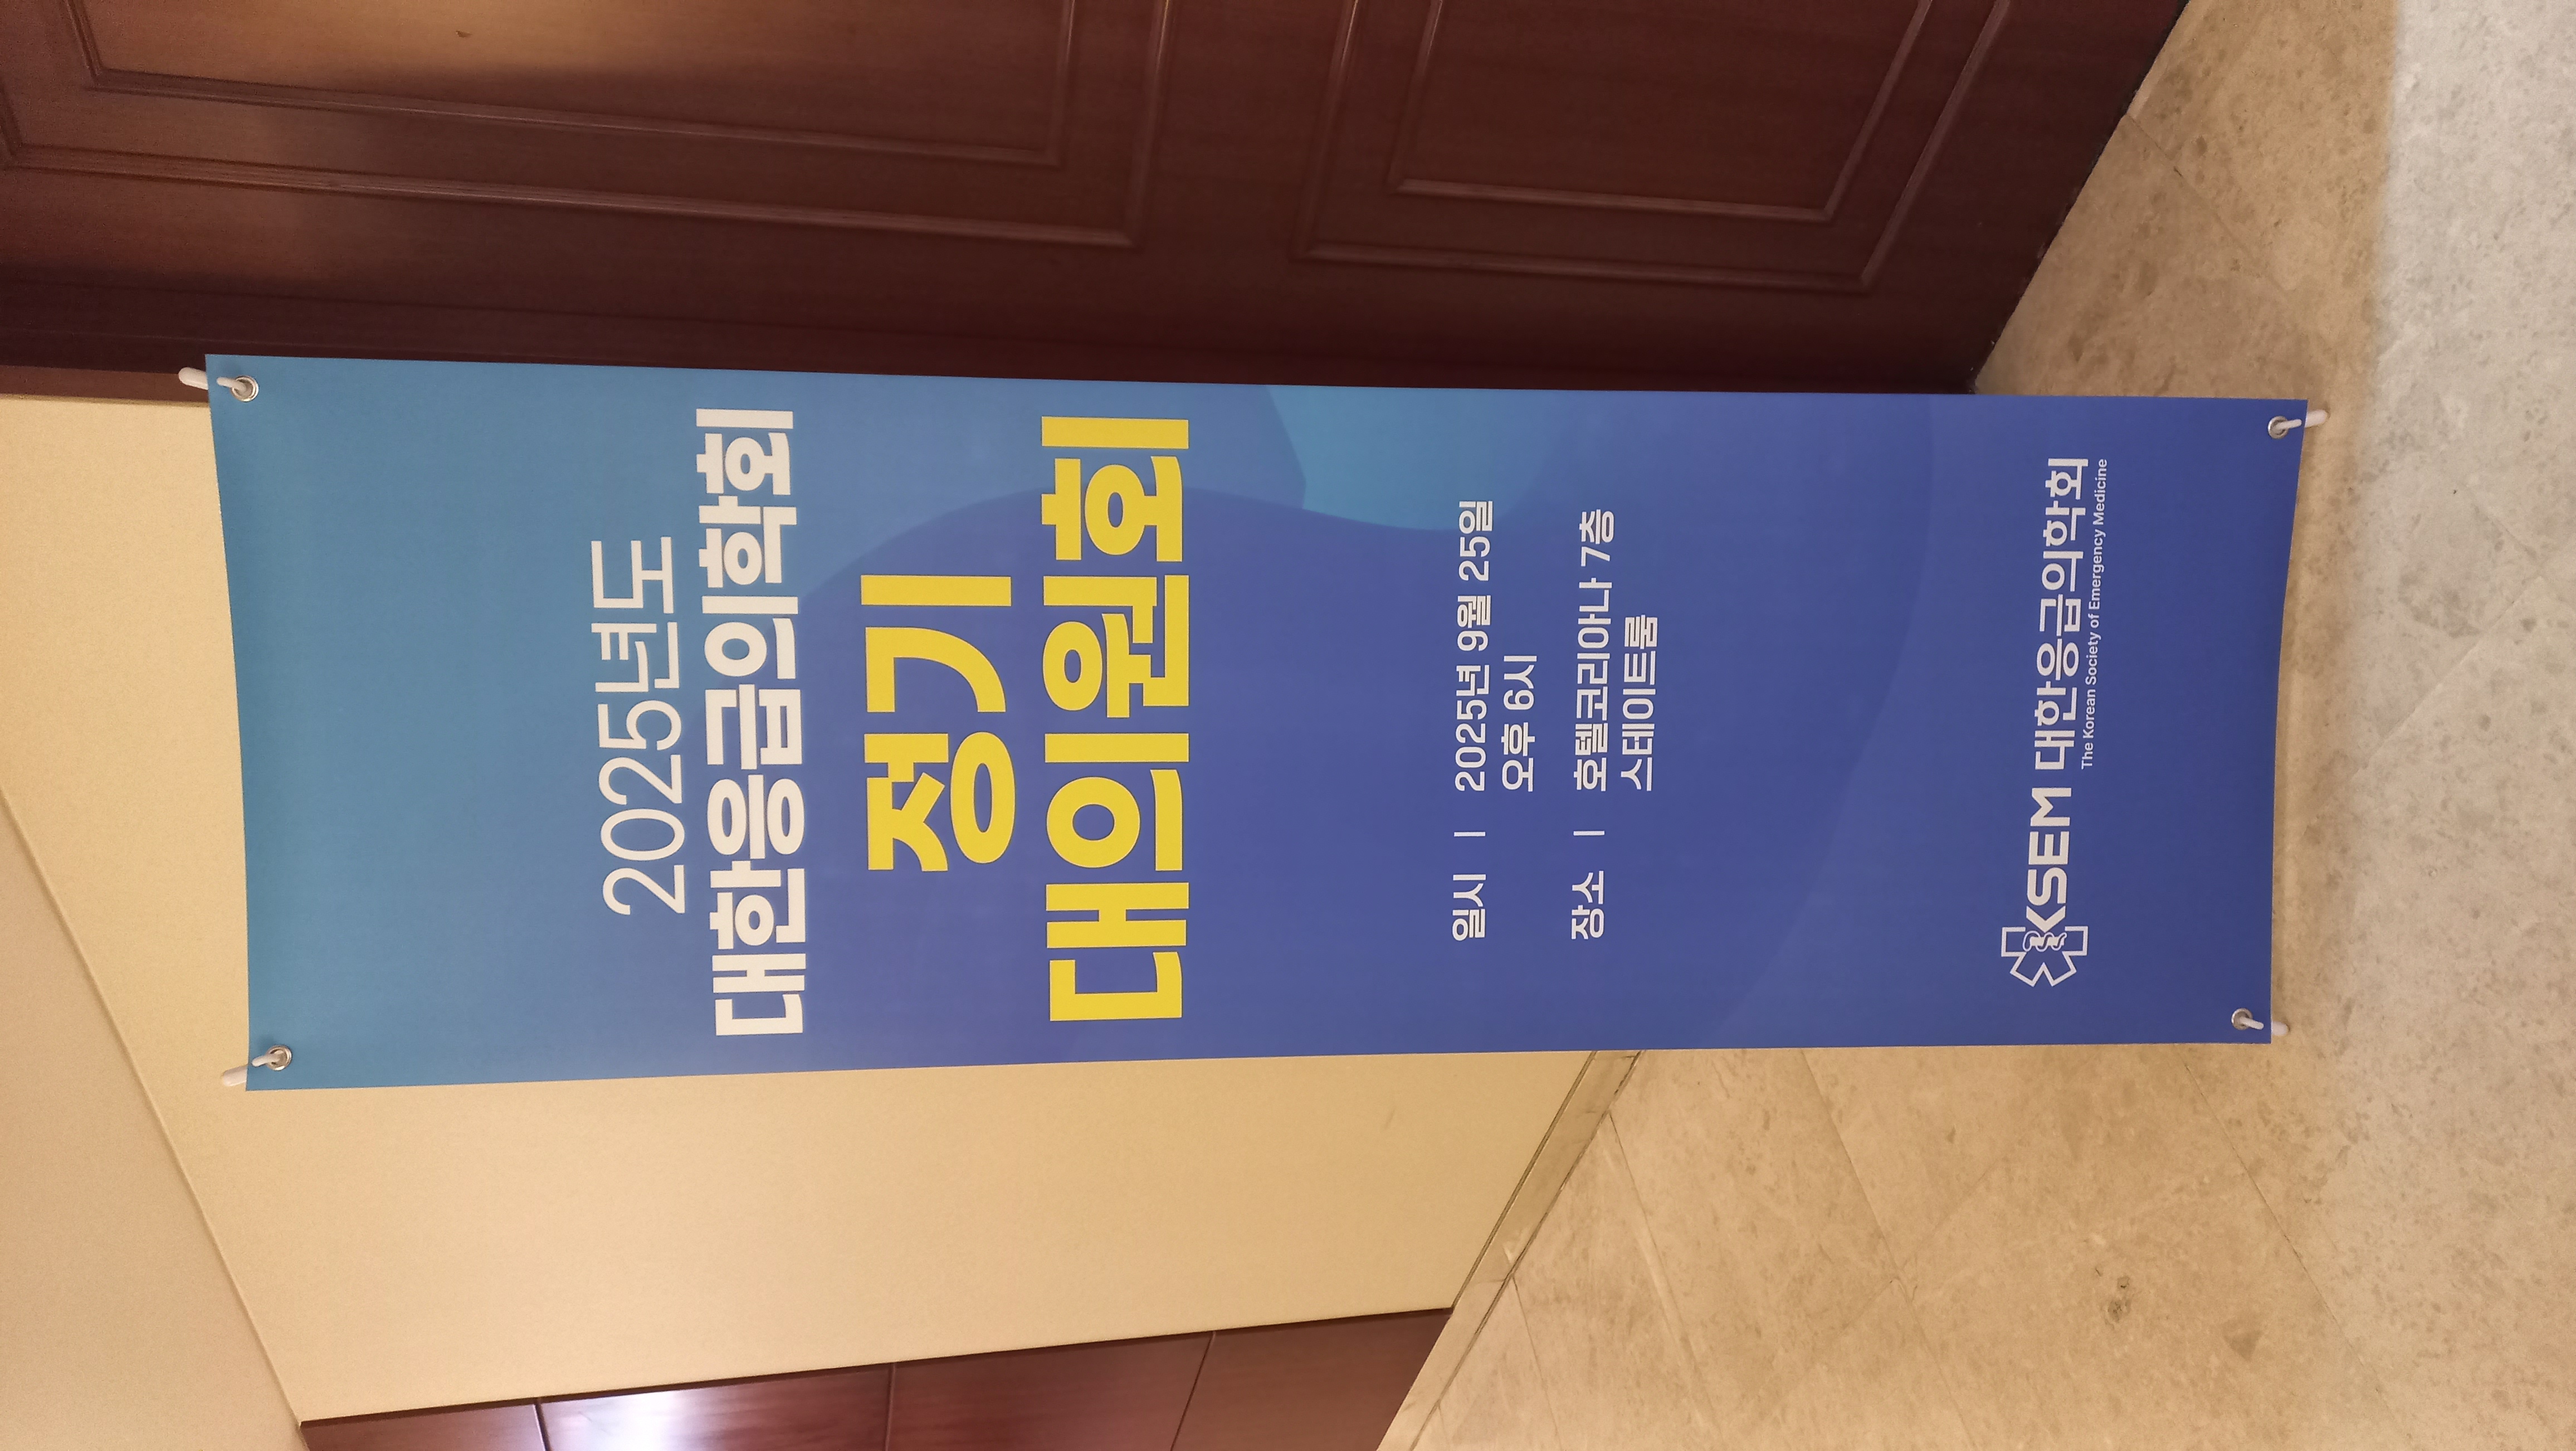 2025년도
대한응급의학회
정기
대의원회
일시 | 2025년 9월 25일
오후 6시
장소 | 호텔코리아나 7층
스테이트룸
KSEM 대한응급의학회
The Korean Society of Emergency Medicine